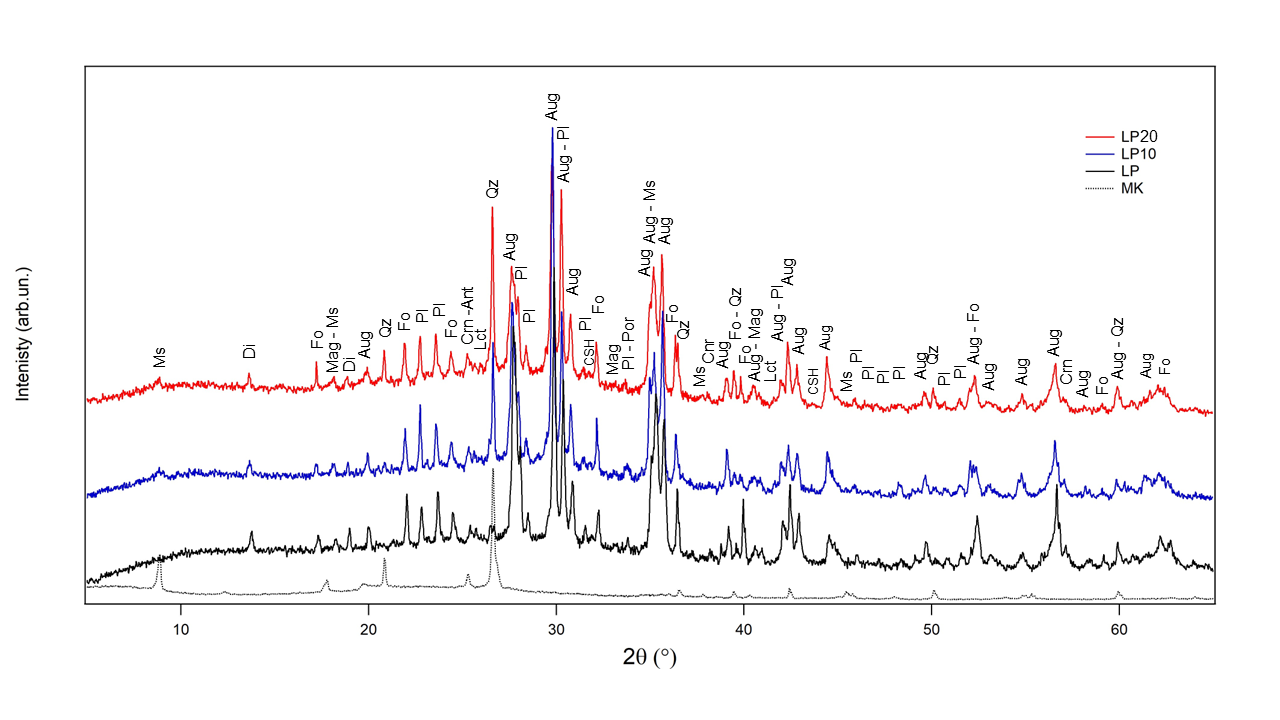 Intenisty (arb.un.)
Ms
Di
Fo
Mag - Ms
Di
Aug
Qz
Fo
Pl
Pl
Fo
Crn -Ant
Lct
Qz
Aug
Pl
Pl
Aug
Aug - Pl
Aug
Pl
CSH
Fo
Mag
Pl - Por
Aug
Aug - Ms
Aug
Fo
Qz
Ms
Cnr
Aug
Fo - Qz
Fo
Aug - Mag
Lct
Aug - Pl
Aug
Aug
CSH
Aug
Ms
Pl
Pl
Pl
Pl
Aug
Qz
Pl
Pl
Aug - Fo
Aug
Aug
Aug
Crn
Aug
Fo
Aug - Qz
Aug
Fo
LP20
LP10
LP
MK
10 20 30 40 50 60
2θ (°)